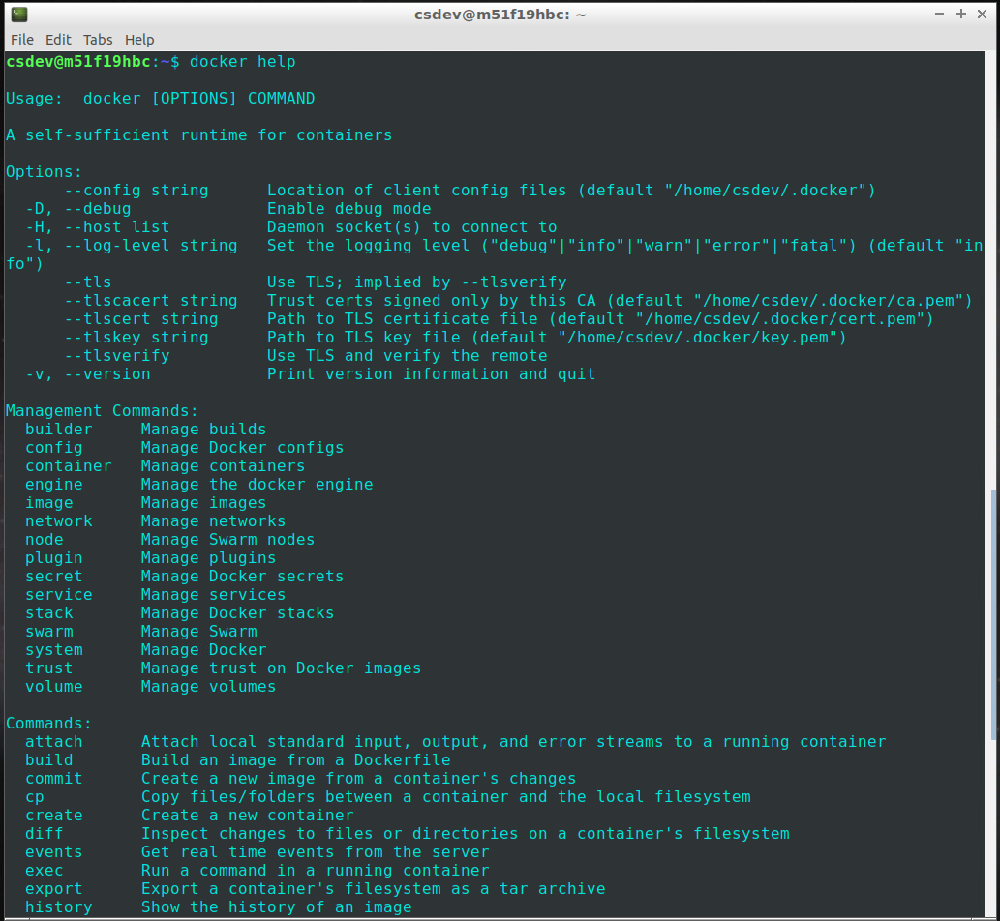 csdev@m51f19hbc: ~
File Edit Tabs Help
csdev@m51f19hbc:~$ docker help
Usage:  docker [OPTIONS] COMMAND
A self-sufficient runtime for containers
Options:
      --config string      Location of client config files (default "/home/csdev/.docker")
  -D, --debug              Enable debug mode
  -H, --host list          Daemon socket(s) to connect to
  -l, --log-level string   Set the logging level ("debug"|"info"|"warn"|"error"|"fatal") (default "in
fo")
      --tls                Use TLS; implied by --tlsverify
      --tlscacert string   Trust certs signed only by this CA (default "/home/csdev/.docker/ca.pem")
      --tlscert string     Path to TLS certificate file (default "/home/csdev/.docker/cert.pem")
      --tlskey string      Path to TLS key file (default "/home/csdev/.docker/key.pem")
      --tlsverify          Use TLS and verify the remote
  -v, --version            Print version information and quit
Management Commands:
  builder     Manage builds
  config      Manage Docker configs
  container   Manage containers
  engine      Manage the docker engine
  image       Manage images
  network     Manage networks
  node        Manage Swarm nodes
  plugin      Manage plugins
  secret      Manage Docker secrets
  service     Manage services
  stack       Manage Docker stacks
  swarm       Manage Swarm
  system      Manage Docker
  trust       Manage trust on Docker images
  volume      Manage volumes
Commands:
  attach      Attach local standard input, output, and error streams to a running container
  build       Build an image from a Dockerfile
  commit      Create a new image from a container's changes
  cp          Copy files/folders between a container and the local filesystem
  create      Create a new container
  diff        Inspect changes to files or directories on a container's filesystem
  events      Get real time events from the server
  exec        Run a command in a running container
  export      Export a container's filesystem as a tar archive
  history     Show the history of an image